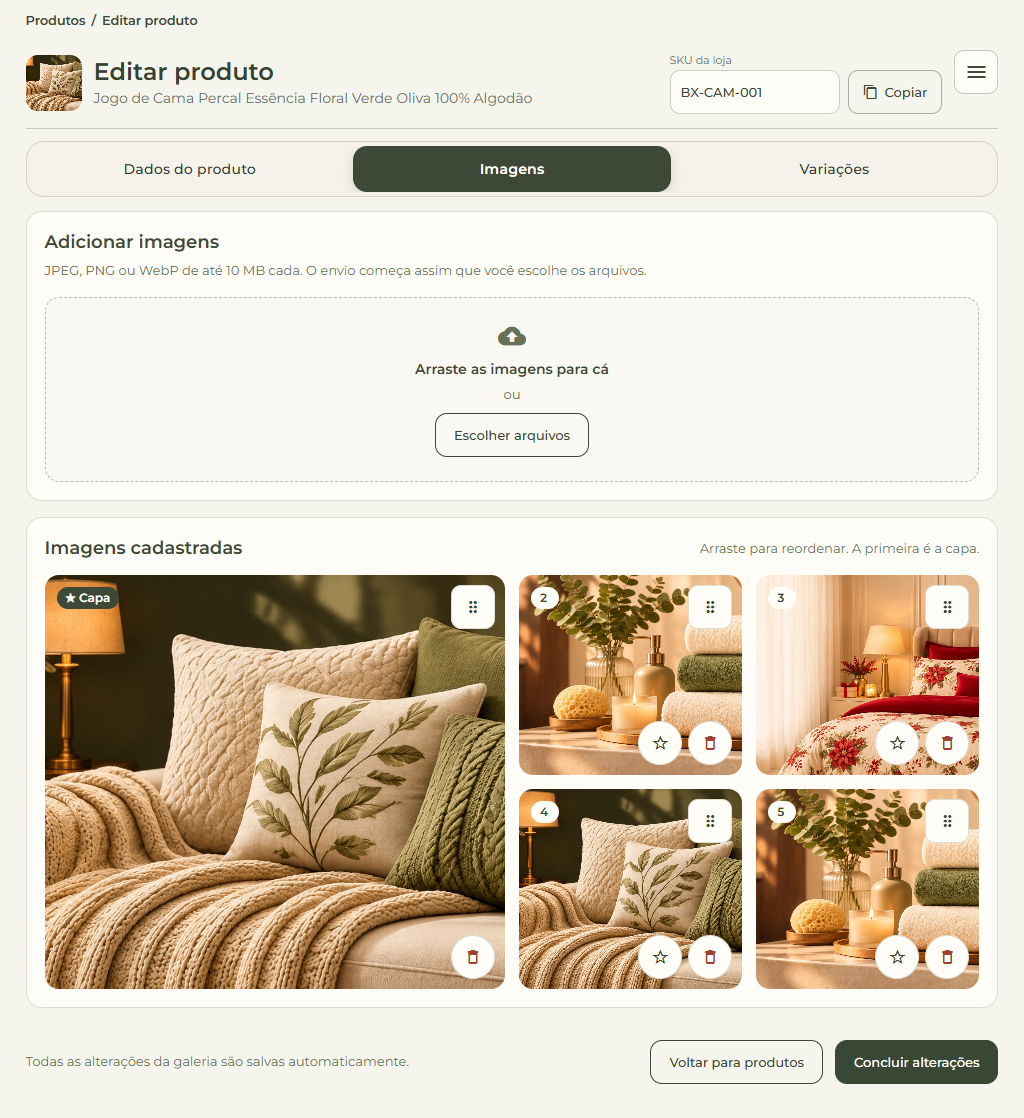 Produtos / Editar produto
Editar produto
Jogo de Cama Percal Essência Floral Verde Oliva 100% Algodão
SKU da loja
BX-CAM-001
Copiar
Dados do produto
Imagens
Variações
Adicionar imagens
JPEG, PNG ou WebP de até 10 MB cada. O envio começa assim que você escolhe os arquivos.
Arraste as imagens para cá
ou
Escolher arquivos
Imagens cadastradas
Arraste para reordenar. A primeira é a capa.
Capa
2
3
4
5
Todas as alterações da galeria são salvas automaticamente.
Voltar para produtos
Concluir alterações